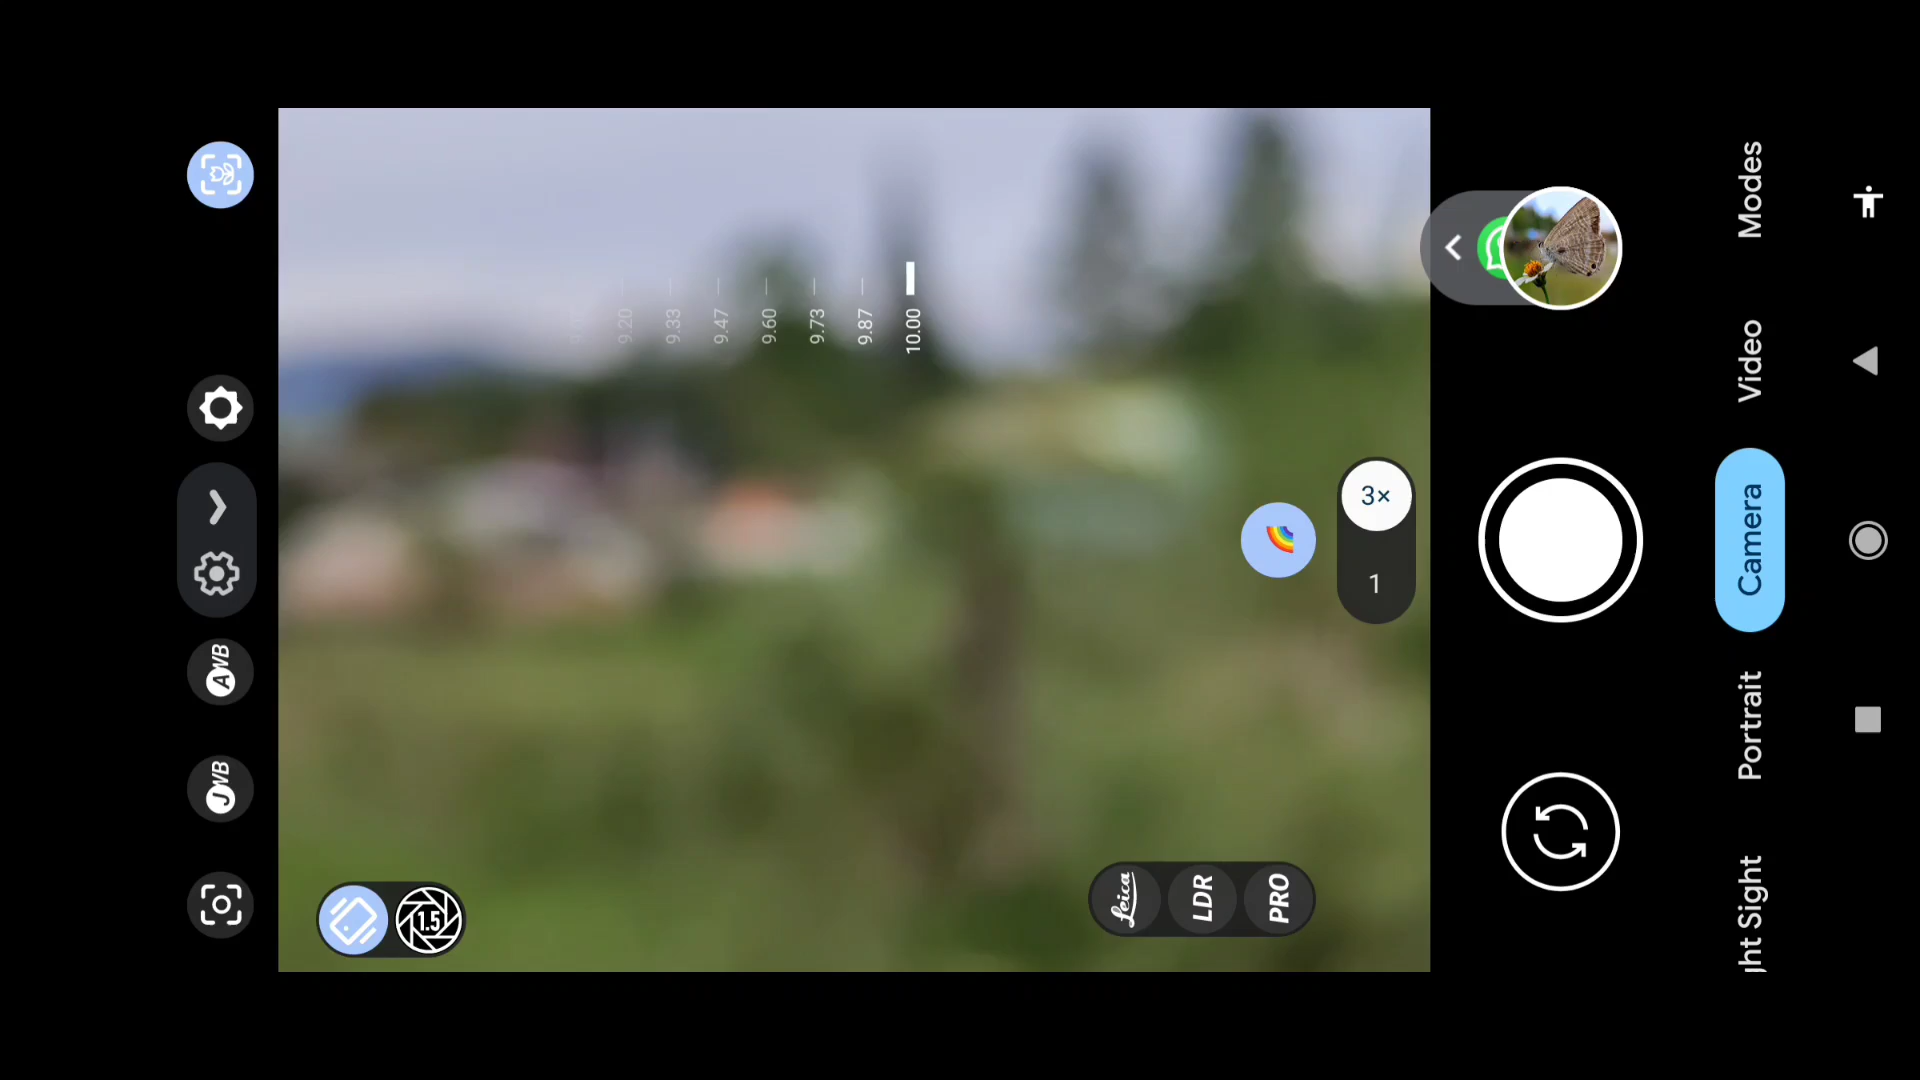 9.20
9.33
9.47
9.60
9.73
9.87
10.00
3×
1
AWB
JWB
1.5
Leica
LDR
PRO
Modes
Video
Camera
Portrait
ht Sight